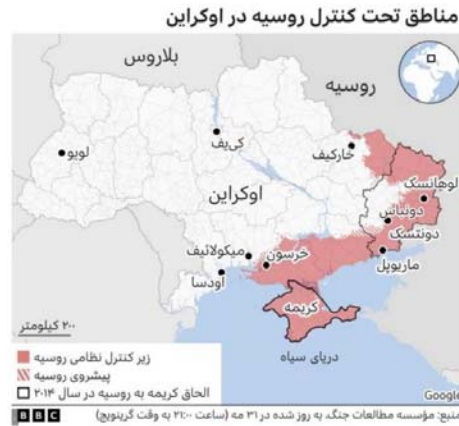 مناطق تحت کنترل روسیه در اوکراین
بلاروس
روسیه
کی‌یف
لویو
خارکیف
لوهانسک
اوکراین
دونباس
دونتسک
میکولائیف
خرسون
ماریوپل
اودسا
کریمه
۲۰۰ کیلومتر
دریای سیاه
زیر کنترل نظامی روسیه
پیشروی روسیه
الحاق کریمه به روسیه در سال ۲۰۱۴
Google
منبع: مؤسسه مطالعات جنگ، به روز شده در ۳۱ مه (ساعت ۲۱:۰۰ به وقت گرینویچ)
BBC